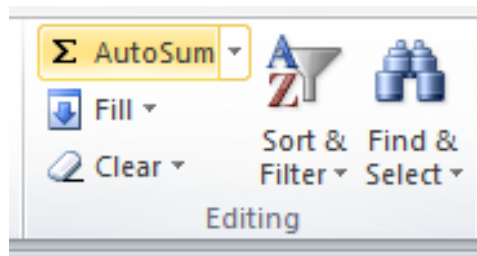 Σ AutoSum
Fill
Clear
A
Z
Sort &
Filter
Find &
Select
Editing